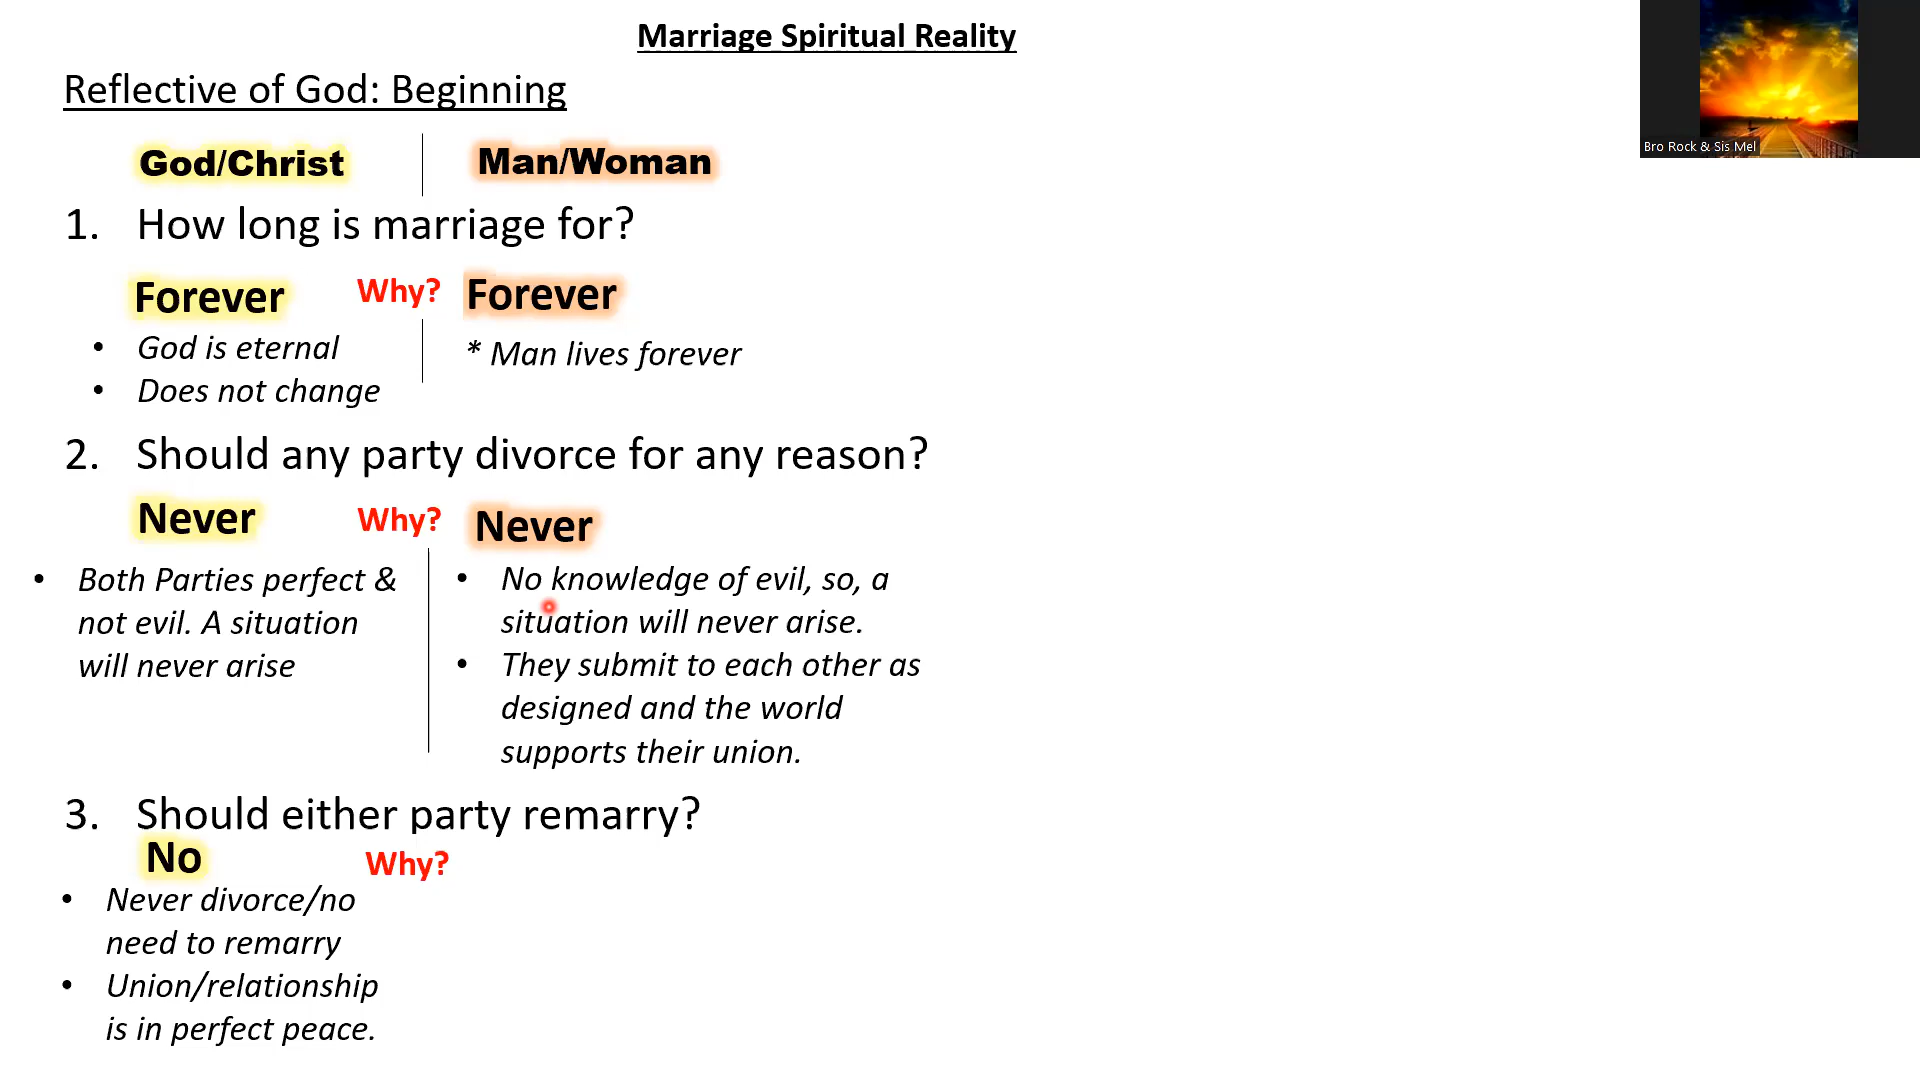 Marriage Spiritual Reality
Bro Rock & Sis Mel
Reflective of God: Beginning
God/Christ
Man/Woman
1. How long is marriage for?
Forever
Why?
Forever
• God is eternal
• Does not change
* Man lives forever
2. Should any party divorce for any reason?
Never
Why?
Never
• Both Parties perfect &
not evil. A situation
will never arise
• No knowledge of evil, so, a
situation will never arise.
• They submit to each other as
designed and the world
supports their union.
3. Should either party remarry?
No
Why?
• Never divorce/no
need to remarry
• Union/relationship
is in perfect peace.